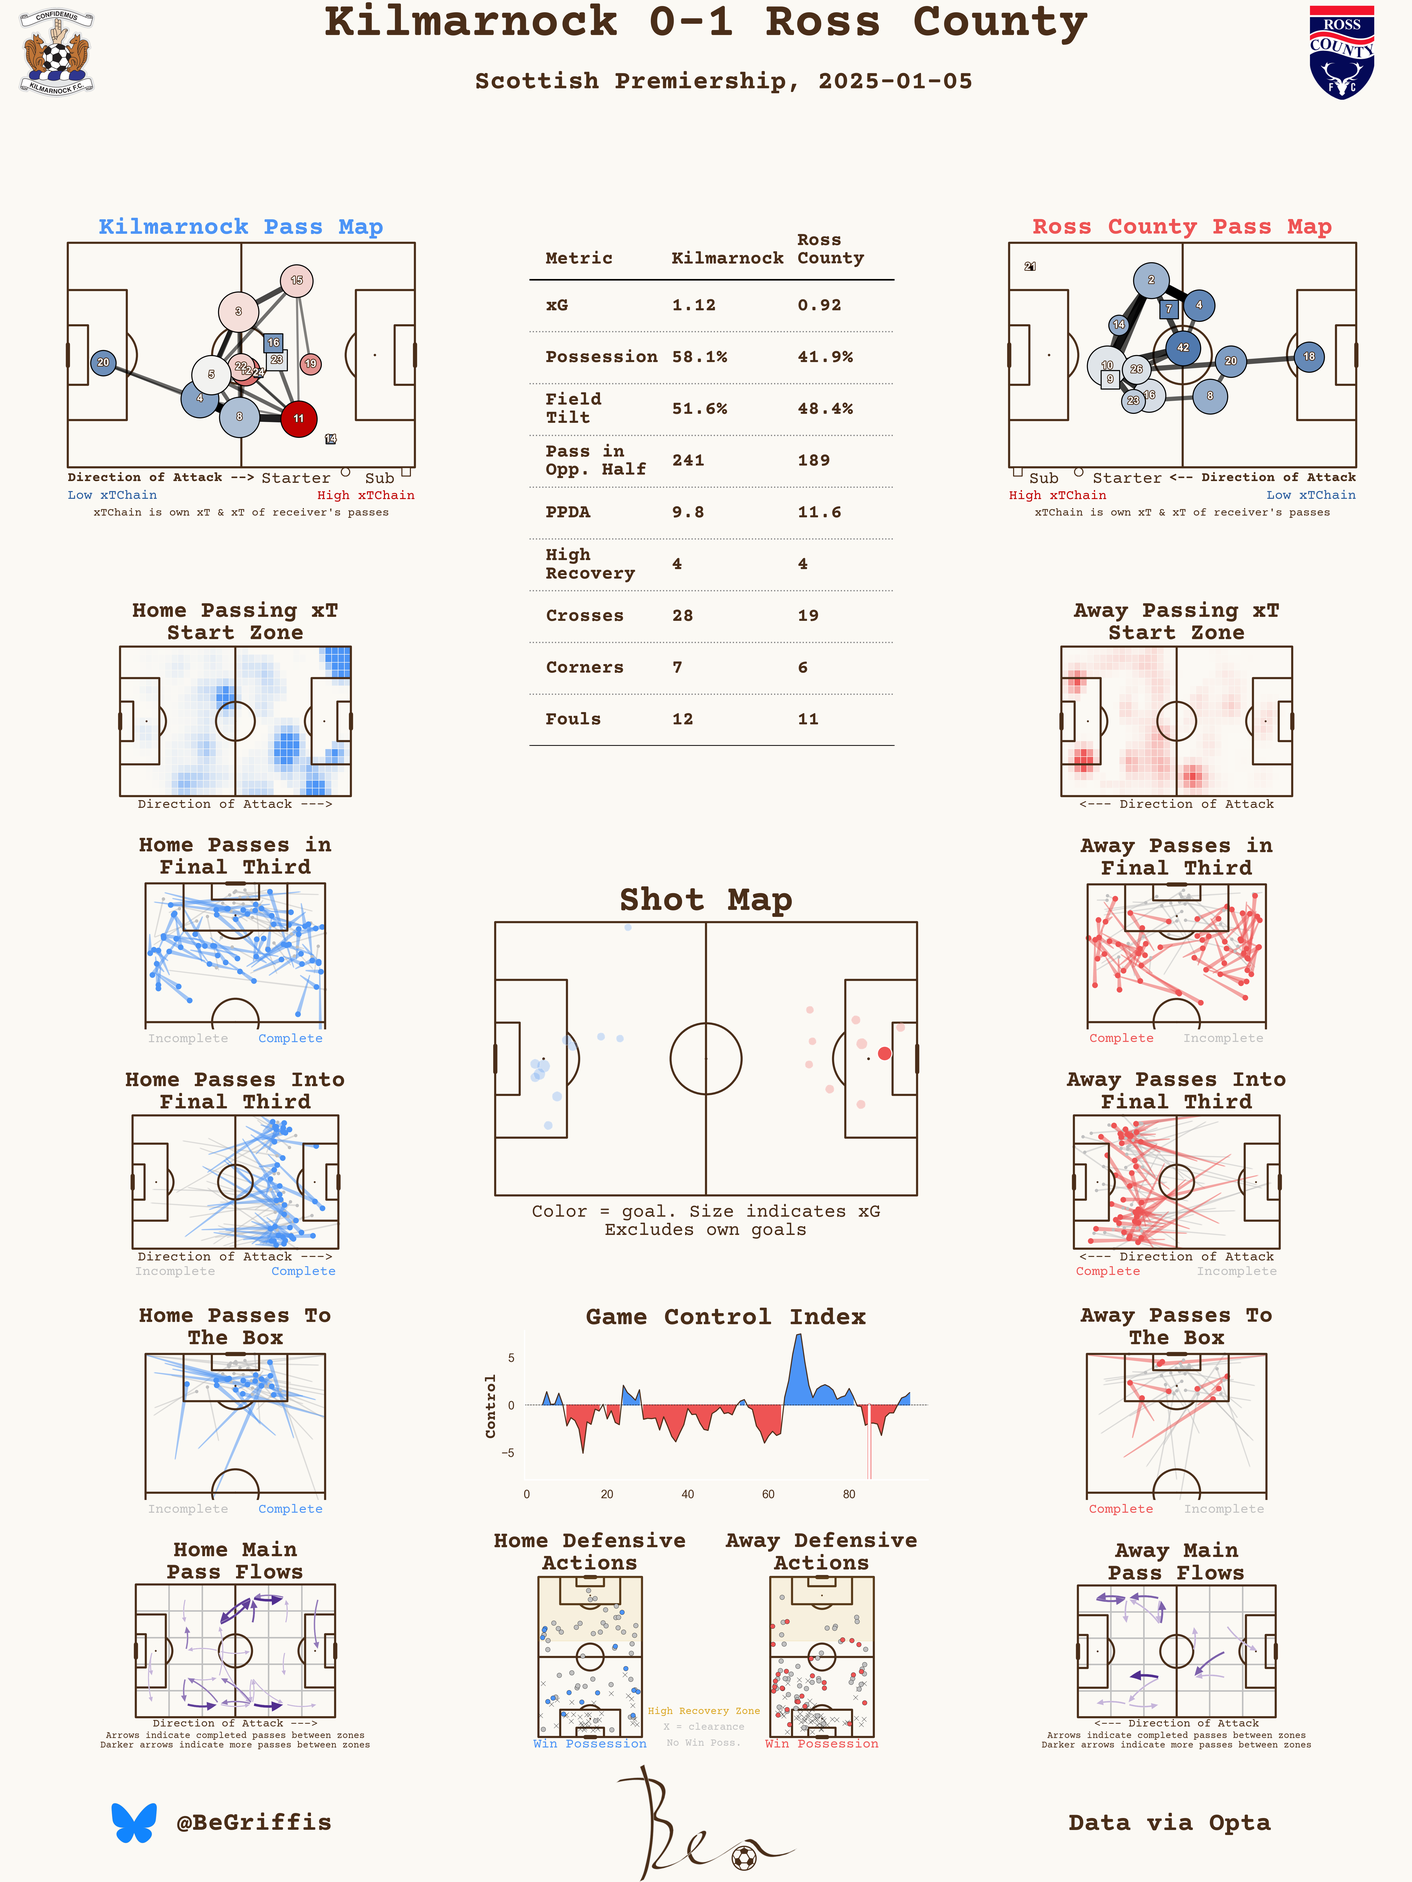 CONFIDEMUS
KILMARNOCK F.C.
Kilmarnock 0-1 Ross County
Scottish Premiership, 2025-01-05
ROSS
COUNTY
F C
Kilmarnock Pass Map
15
3
16
23
20
22
12
24
19
5
4
8
11
14
Direction of Attack --> Starter Sub
Low xTChain High xTChain
xTChain is own xT & xT of receiver's passes
Metric Kilmarnock Ross County
xG 1.12 0.92
Possession 58.1% 41.9%
Field Tilt 51.6% 48.4%
Pass in Opp. Half 241 189
PPDA 9.8 11.6
High Recovery 4 4
Crosses 28 19
Corners 7 6
Fouls 12 11
Ross County Pass Map
2
7
4
14
42
10
26
9
20
18
23
16
8
Sub Starter <-- Direction of Attack
High xTChain Low xTChain
xTChain is own xT & xT of receiver's passes
Home Passing xT
Start Zone
Direction of Attack --->
Away Passing xT
Start Zone
<--- Direction of Attack
Home Passes in
Final Third
Incomplete Complete
Away Passes in
Final Third
Complete Incomplete
Shot Map
Color = goal. Size indicates xG
Excludes own goals
Home Passes Into
Final Third
Direction of Attack --->
Incomplete Complete
Away Passes Into
Final Third
<--- Direction of Attack
Complete Incomplete
Home Passes To
The Box
Incomplete Complete
Game Control Index
Control
5
0
−5
0 20 40 60 80
Away Passes To
The Box
Complete Incomplete
Home Main
Pass Flows
Direction of Attack --->
Arrows indicate completed passes between zones
Darker arrows indicate more passes between zones
Home Defensive
Actions
Win Possession
High Recovery Zone
X = clearance
No Win Poss.
Away Defensive
Actions
Win Possession
Away Main
Pass Flows
<--- Direction of Attack
Arrows indicate completed passes between zones
Darker arrows indicate more passes between zones
@BeGriffis
Ben
Data via Opta